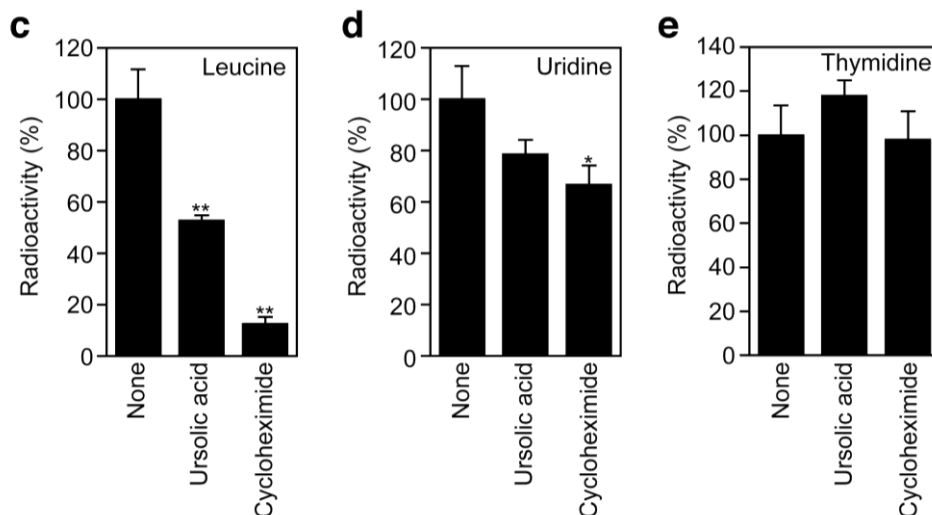 c
Leucine
Radioactivity (%)
120
100
80
60
40
20
0
**
**
None
Ursolic acid
Cycloheximide
d
Uridine
Radioactivity (%)
120
100
80
60
40
20
0
*
None
Ursolic acid
Cycloheximide
e
Thymidine
Radioactivity (%)
140
120
100
80
60
40
20
0
None
Ursolic acid
Cycloheximide